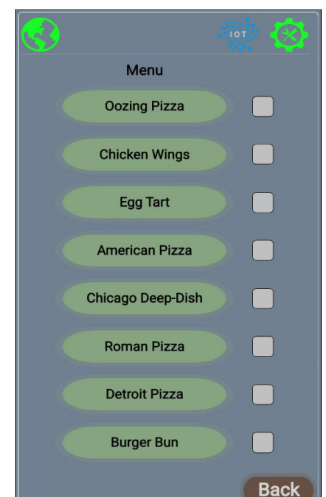 IOT
Menu
Oozing Pizza
Chicken Wings
Egg Tart
American Pizza
Chicago Deep-Dish
Roman Pizza
Detroit Pizza
Burger Bun
Back